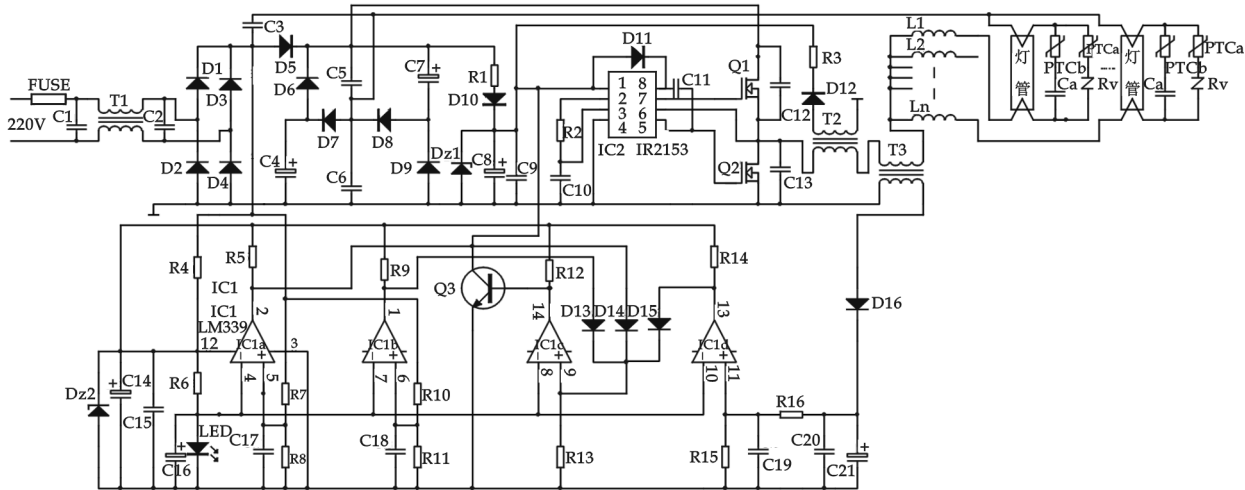 C3
L1
D11
R3
L2
PTCa
PTCa
D1
D5
C7
R1
Q1
灯
灯
FUSE
D3
D6
C5
1 8
C11
D12
PTCb
PTCb
T1
D10
2 7
C12
管
管
Ca
Rv
Ca
Rv
C1
C2
R2
3 6
T2
Ln
220V
D7
D8
4 5
IC2
IR2153
T3
D2
D4
C4
D9
Dz1
C8
C9
Q2
C13
C6
C10
R4
R5
R9
R12
R14
IC1
Q3
D16
IC1
2
1
14
D13
D14
D15
13
LM339
12
IC1a
3
IC1b
IC1c
IC1d
C14
R6
4
5
7
6
8
9
10
11
Dz2
R7
R10
R16
C15
LED
C17
C18
C20
C16
R8
R11
R13
R15
C19
C21